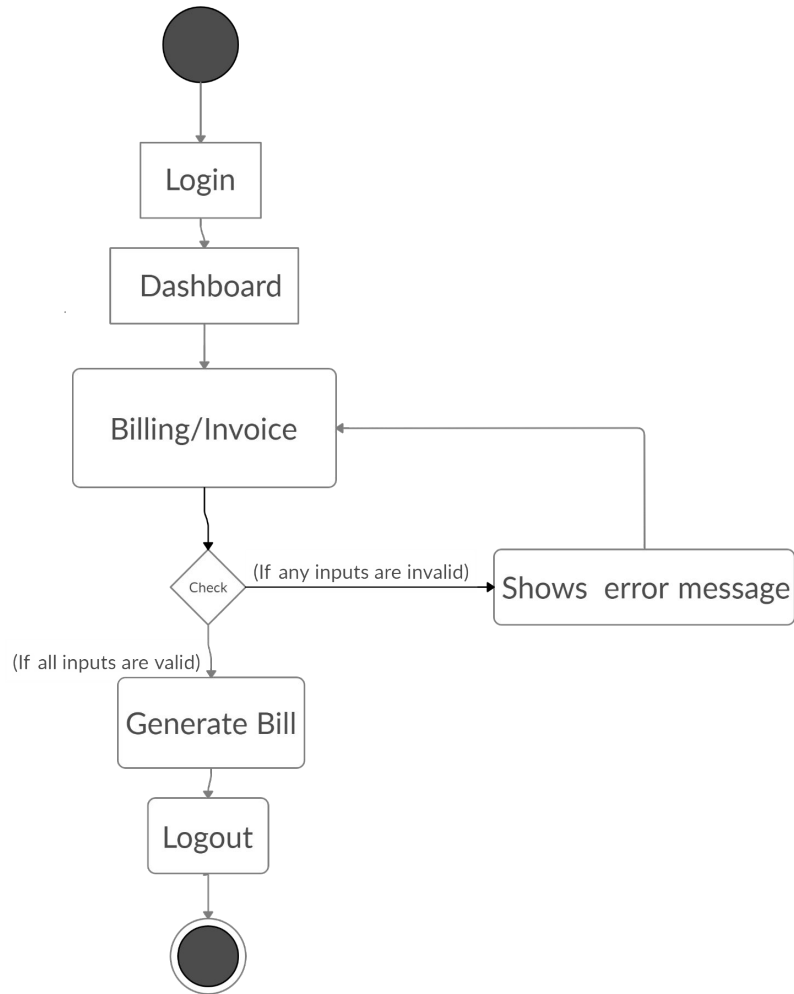 Login
Dashboard
Billing/Invoice
(If any inputs are invalid)
Check
Shows error message
(If all inputs are valid)
Generate Bill
Logout